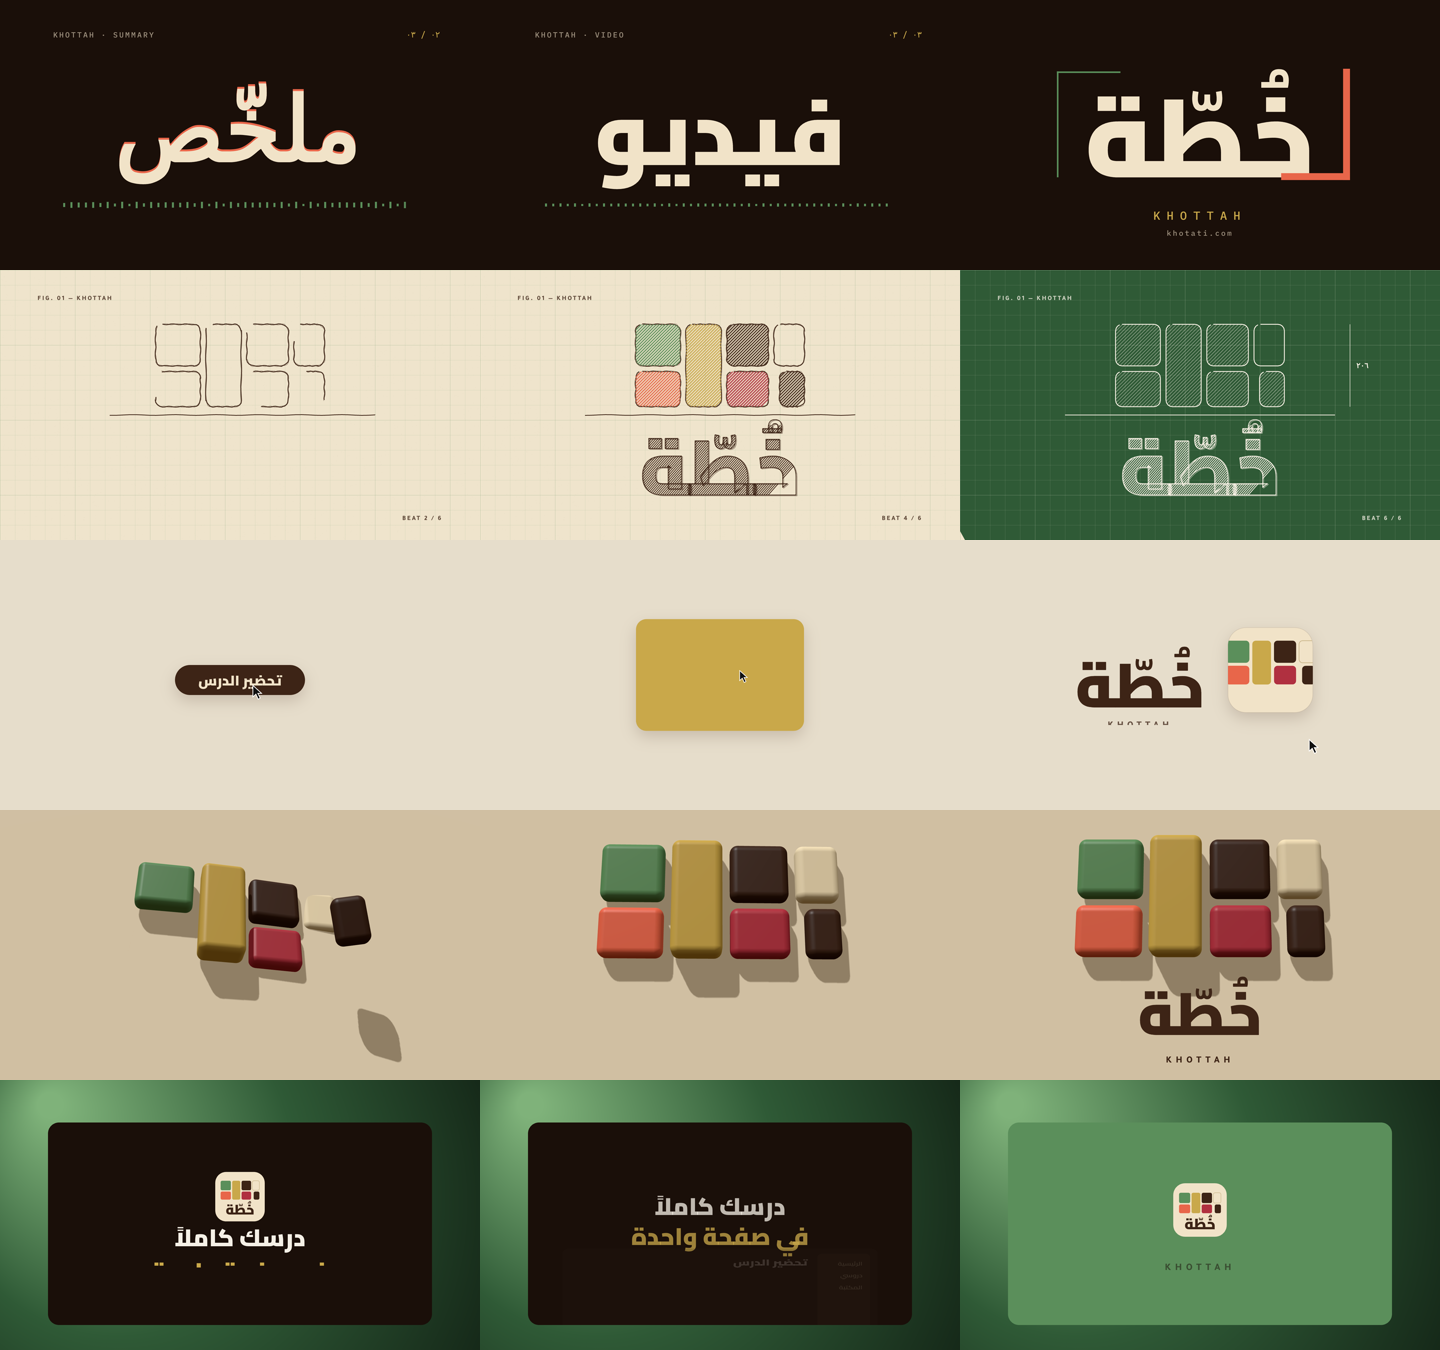 KHOTTAH · SUMMARY
٠٣ / ٠٢
ملخّص
KHOTTAH · VIDEO
٠٣ / ٠٣
فيديو
خُطّة
KHOTTAH
khotati.com
FIG. 01 — KHOTTAH
BEAT 2 / 6
FIG. 01 — KHOTTAH
خُطّة
BEAT 4 / 6
FIG. 01 — KHOTTAH
٢٠٦
خُطّة
BEAT 6 / 6
تحضير الدرس
خُطّة
KHOTTAH
خُطّة
KHOTTAH
خُطّة
درسك كاملاً
درسك كاملاً
في صفحة واحدة
تحضير الدرس
الرئيسية
دروسي
خُطّة
KHOTTAH